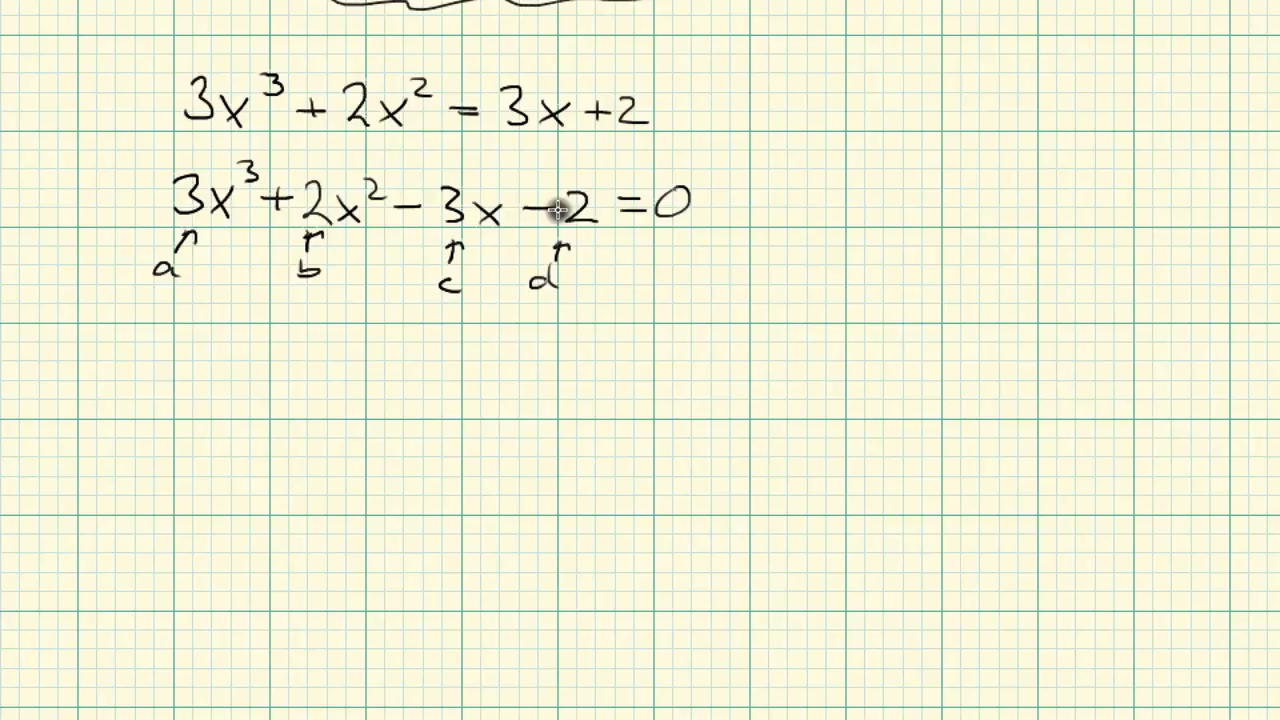 3x³ + 2x² = 3x + 2
3x³ + 2x² - 3x - 2 = 0
a b c d